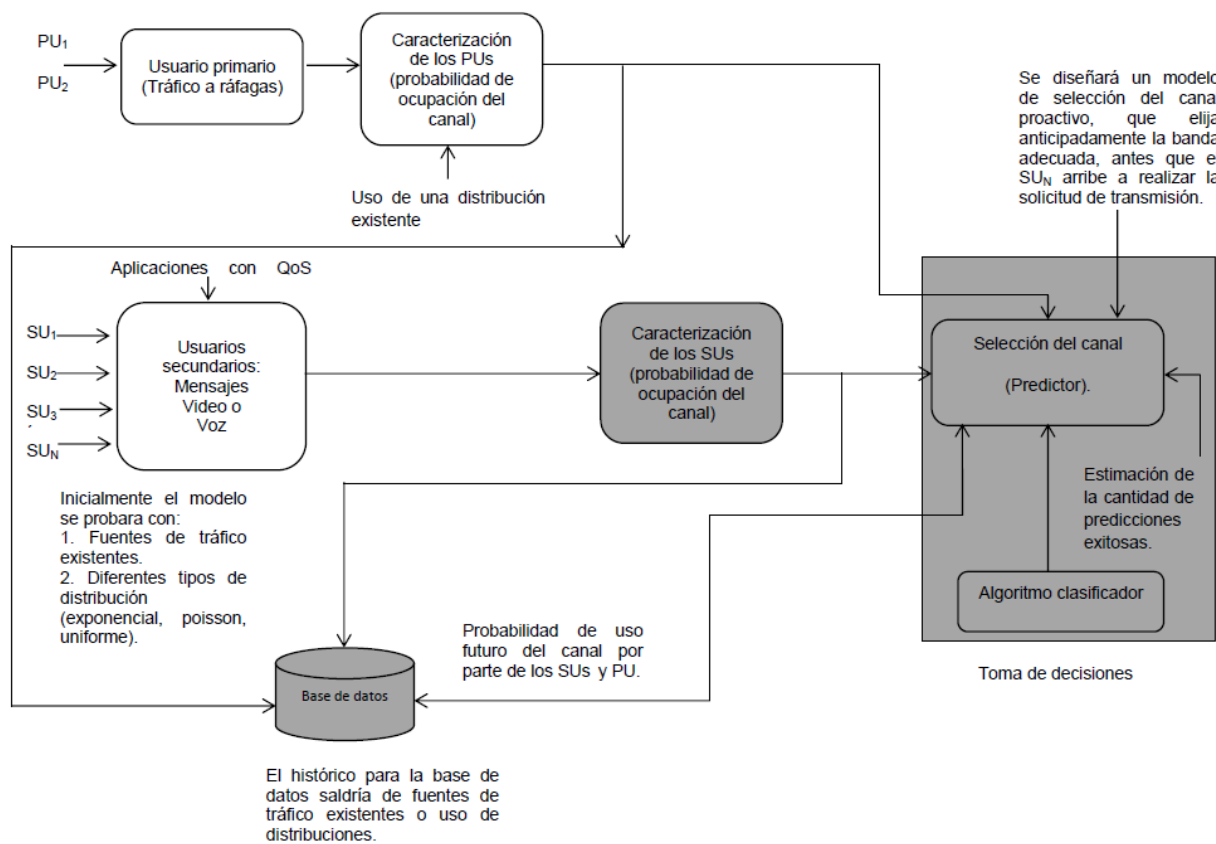 PU1
PU2
Usuario primario
(Tráfico a ráfagas)
Caracterización
de los PUs
(probabilidad de
ocupación del
canal)
Uso de una distribución
existente
Se diseñará un modelo
de selección del canal
proactivo, que elija
anticipadamente la banda
adecuada, antes que e
SUN arribe a realizar la
solicitud de transmisión.
Aplicaciones con QoS
SU1
SU2
SU3
SUN
Usuarios
secundarios:
Mensajes
Video o
Voz
Caracterización
de los SUs
(probabilidad de
ocupación del
canal)
Selección del canal
(Predictor).
Estimación de
la cantidad de
predicciones
exitosas.
Algoritmo clasificador
Toma de decisiones
Inicialmente el modelo
se probara con:
1. Fuentes de tráfico
existentes.
2. Diferentes tipos de
distribución
(exponencial, poisson,
uniforme).
Probabilidad de uso
futuro del canal por
parte de los SUs y PU.
Base de datos
El histórico para la base de
datos saldría de fuentes de
tráfico existentes o uso de
distribuciones.